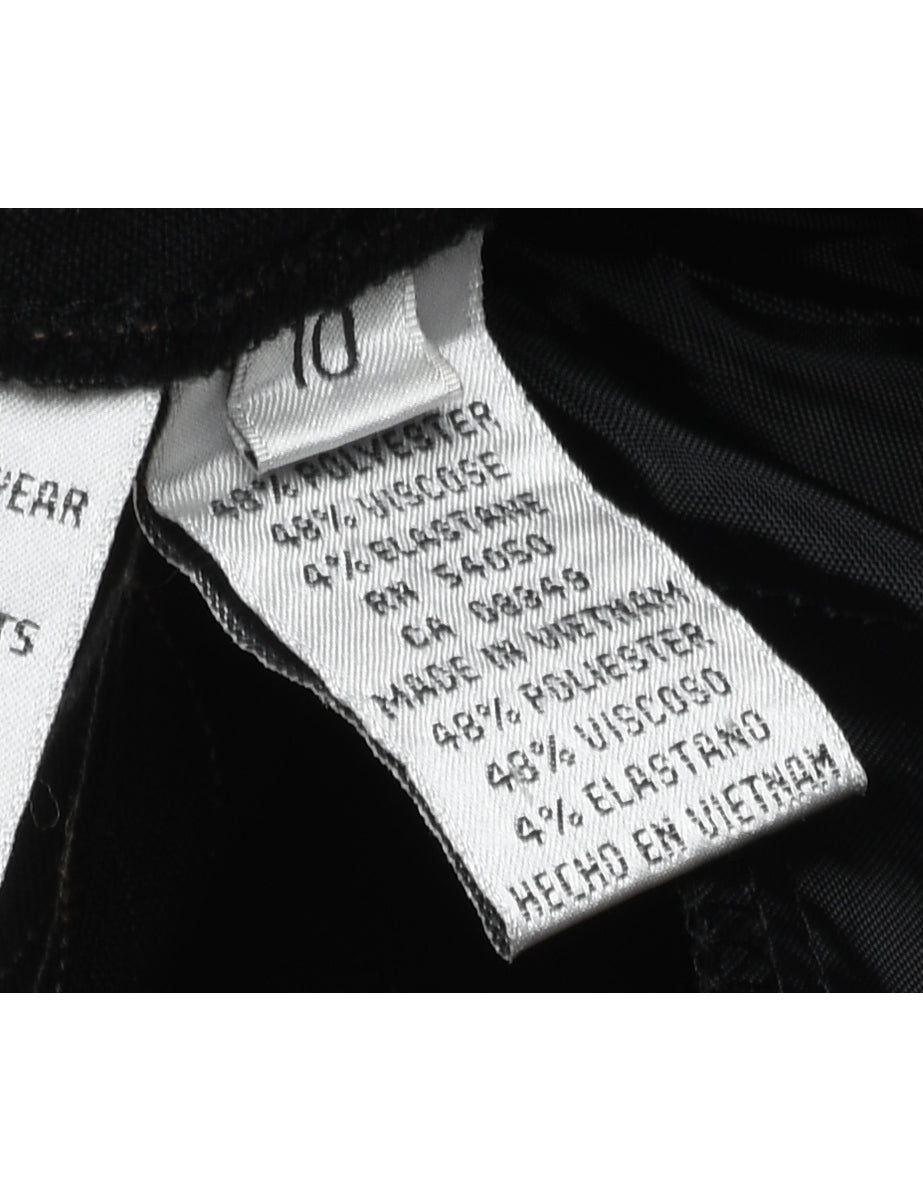 10
48% POLYESTER
48% VISCOSE
4% ELASTANE
RN 54050
CA 08849
MADE IN VIETNAM
48% POLIESTER
48% VISCOSO
4% ELASTANO
HECHO EN VIETNAM